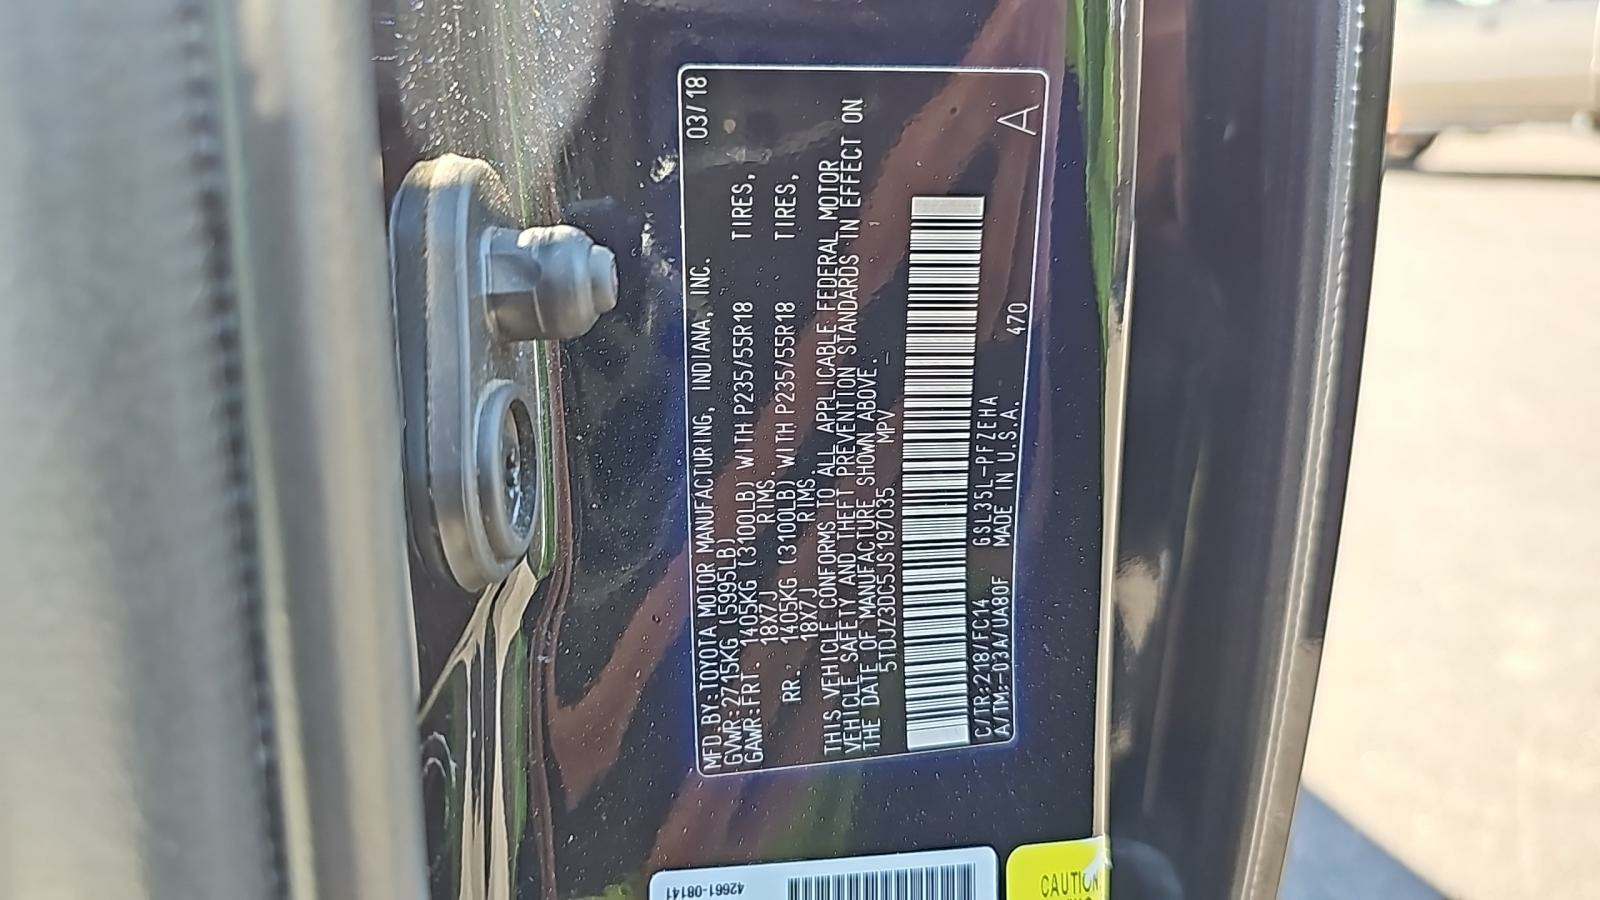 MFD.BY:TOYOTA MOTOR MANUFACTURING, INDIANA, INC. 03/18
GVWR:2715KG (5995LB)
GAWR:FRT. 1405KG (3100LB) WITH P235/55R18 TIRES,
18X7J RIMS.
RR. 1405KG (3100LB) WITH P235/55R18 TIRES,
18X7J RIMS.
THIS VEHICLE CONFORMS TO ALL APPLICABLE FEDERAL MOTOR
VEHICLE SAFETY AND THEFT PREVENTION STANDARDS IN EFFECT ON
THE DATE OF MANUFACTURE SHOWN ABOVE.
5TDJZ3DC5JS197035 MPV
C/TR:218/FC14 GSL35L-PFZEHA
A/TM:-03A/UA80F MADE IN U.S.A. 470
A
42661-08141
CAUTION